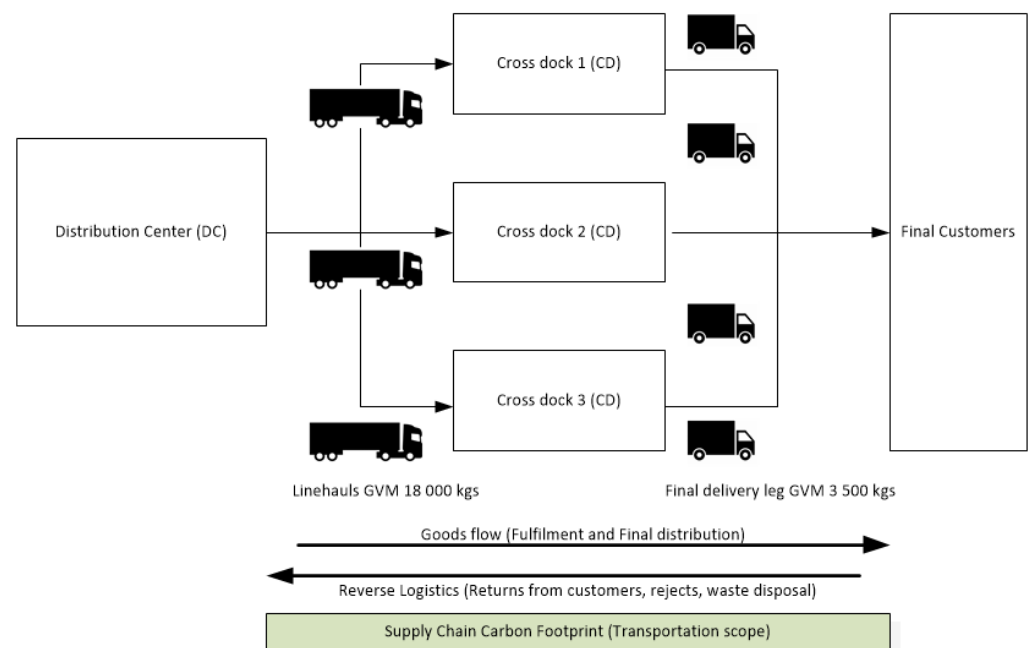 Cross dock 1 (CD)
Distribution Center (DC)
Cross dock 2 (CD)
Final Customers
Cross dock 3 (CD)
Linehauls GVM 18 000 kgs
Final delivery leg GVM 3 500 kgs
Goods flow (Fulfilment and Final distribution)
Reverse Logistics (Returns from customers, rejects, waste disposal)
Supply Chain Carbon Footprint (Transportation scope)